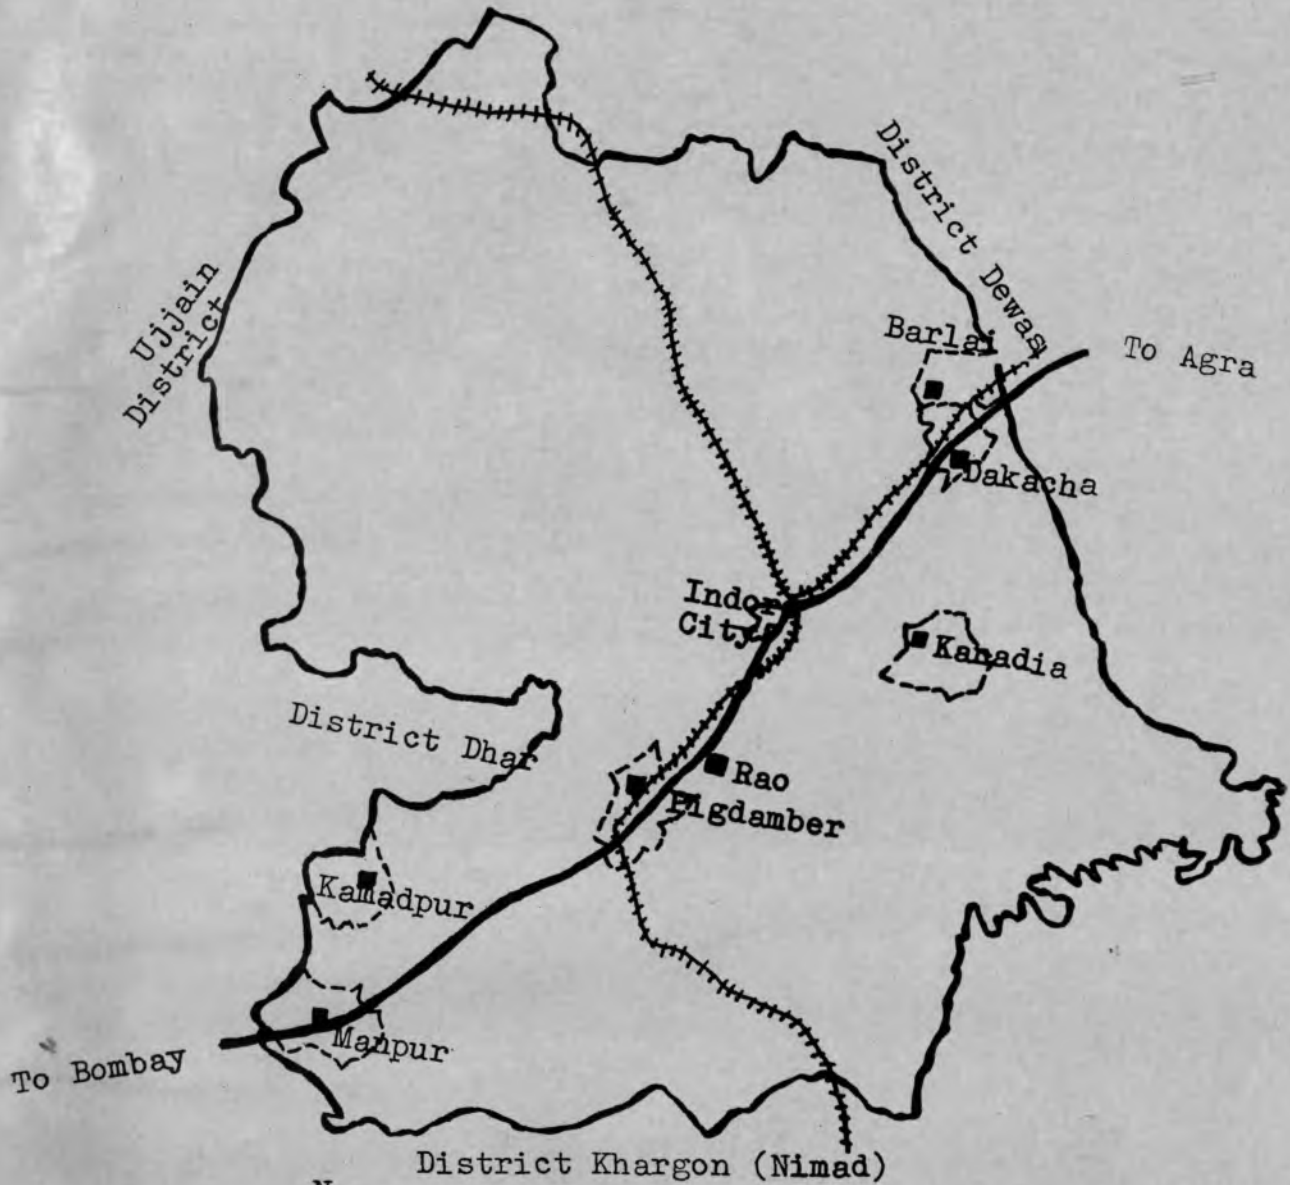 District Dewas
Ujjain
District
Barlai
To Agra
Dakacha
Indor
City
Kanadia
District Dhar
Rao
Pigdamber
Kamadpur
Manpur
To Bombay
District Khargon (Nimad)
N